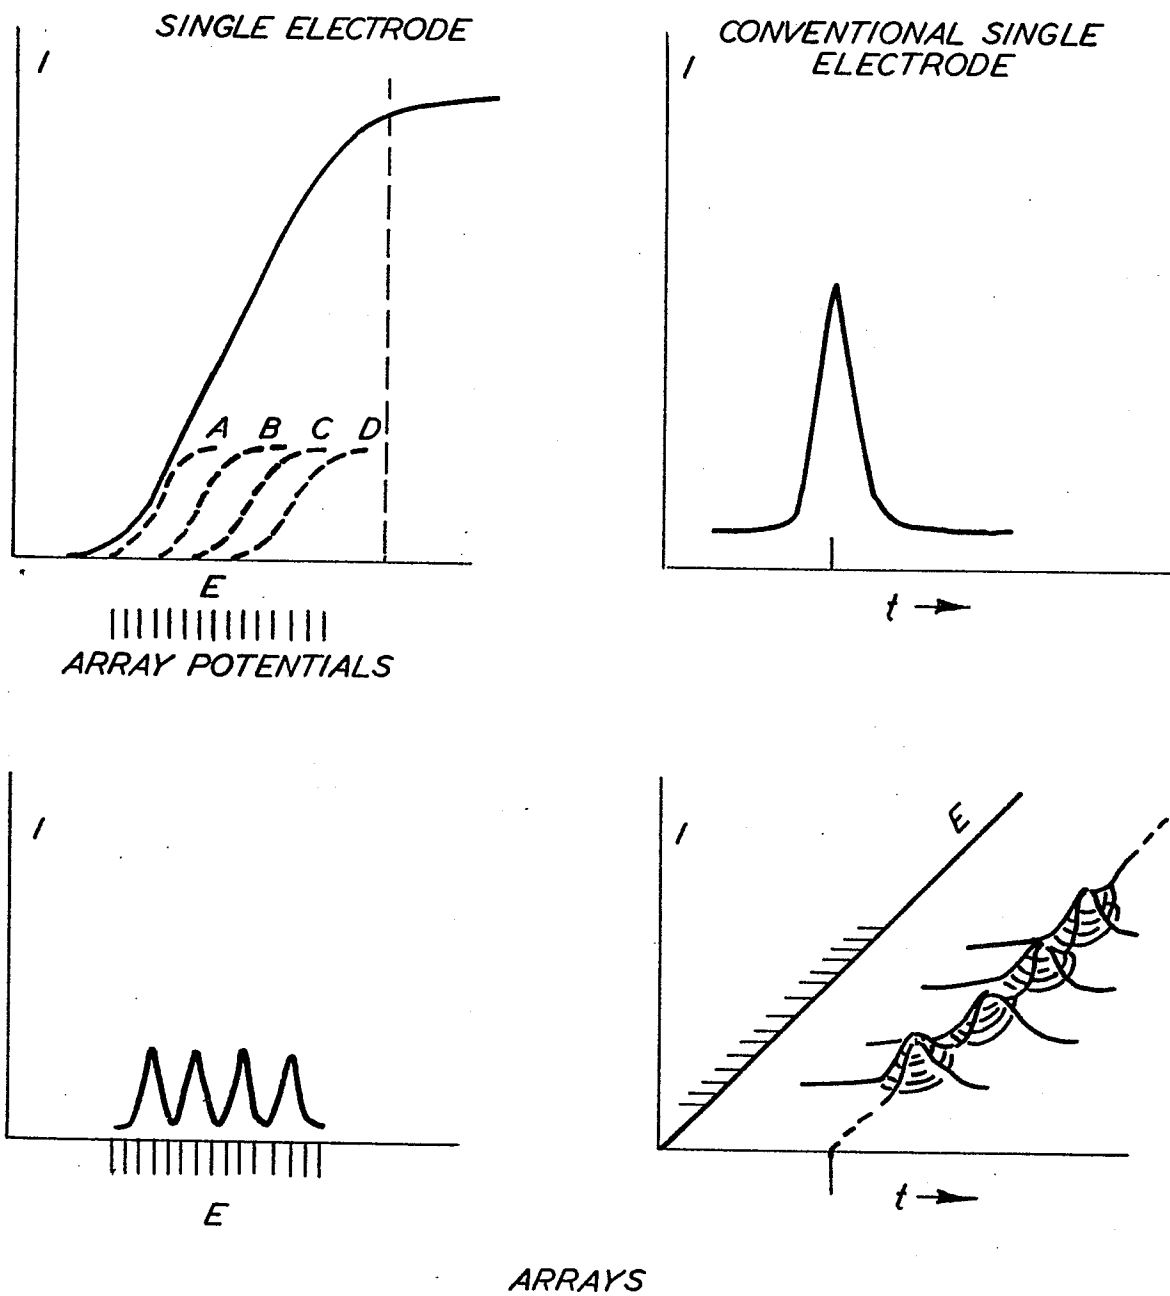 SINGLE ELECTRODE
I
A B C D
E
ARRAY POTENTIALS
CONVENTIONAL SINGLE
ELECTRODE
I
t
I
E
I
E
t
ARRAYS